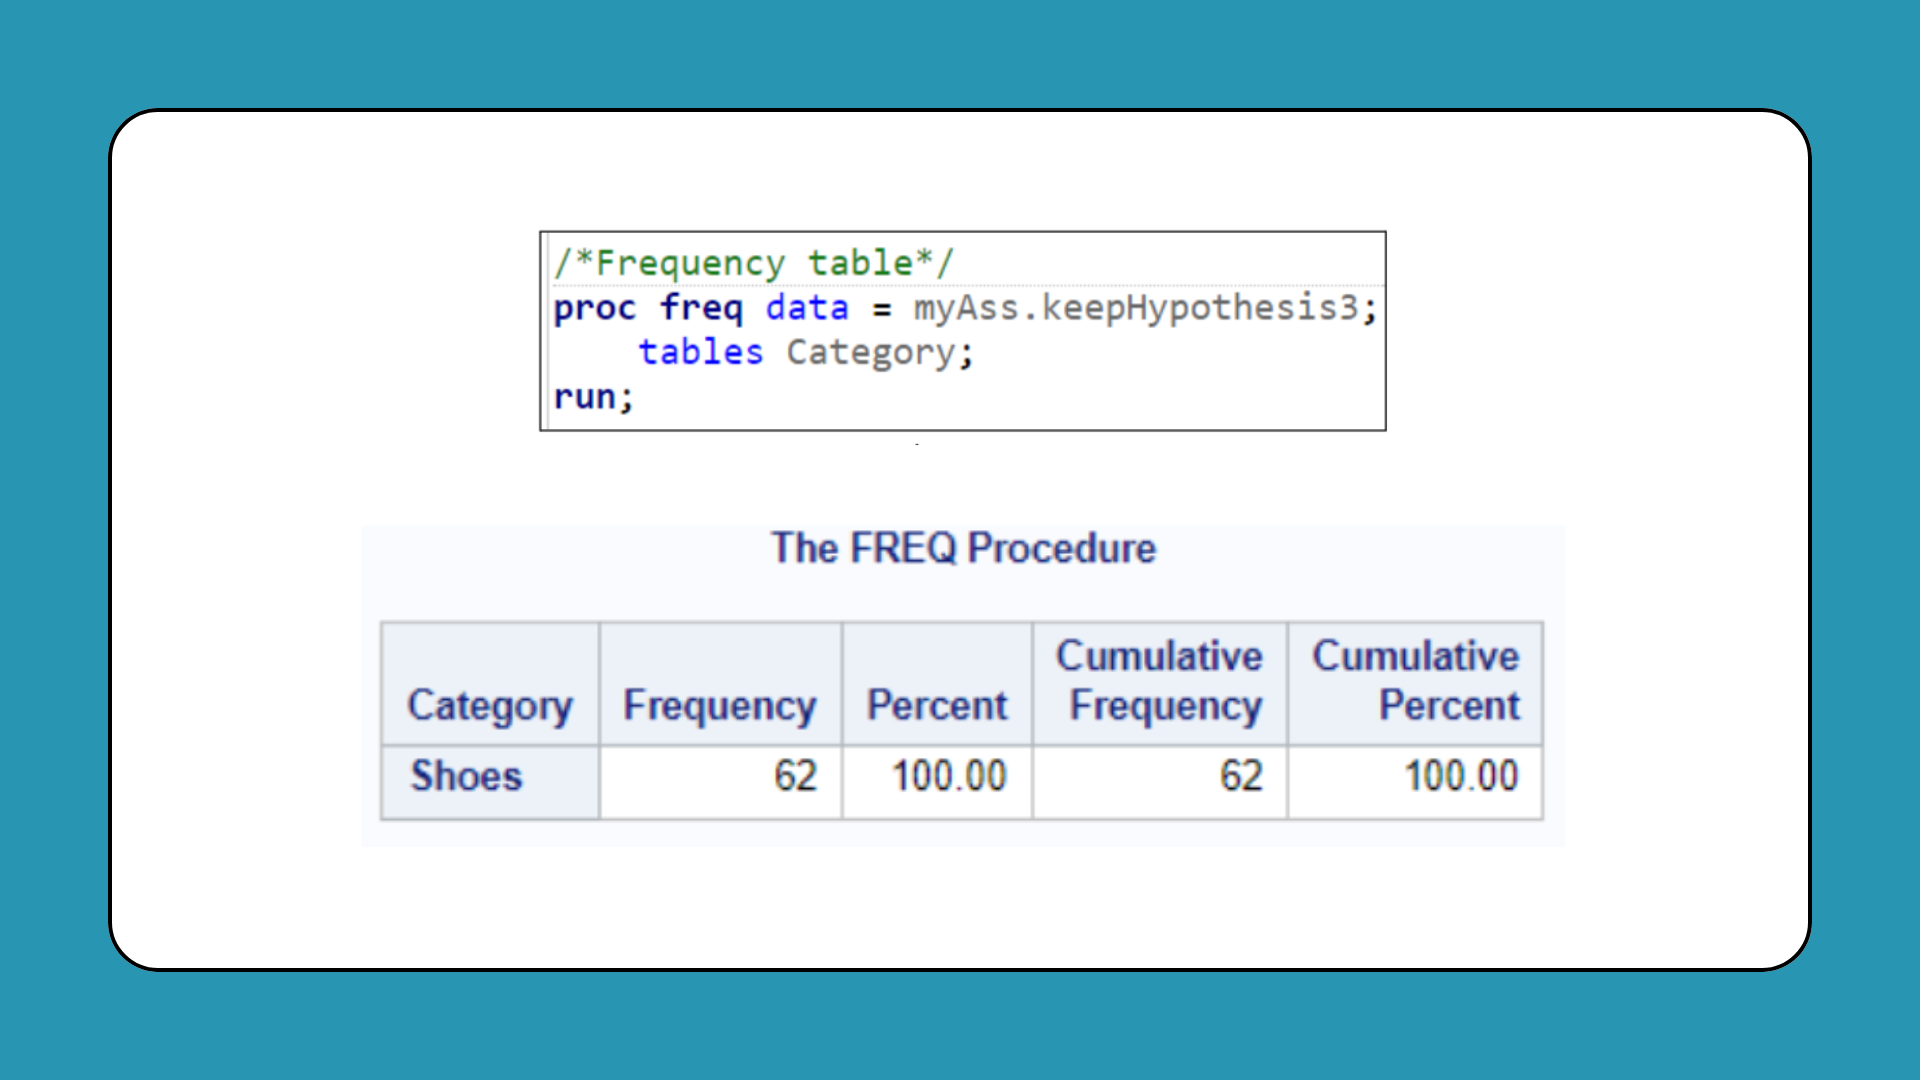 /*Frequency table*/
proc freq data = myAss.keepHypothesis3;
tables Category;
run;
The FREQ Procedure
Category Frequency Percent Cumulative Frequency Cumulative Percent
Shoes 62 100.00 62 100.00